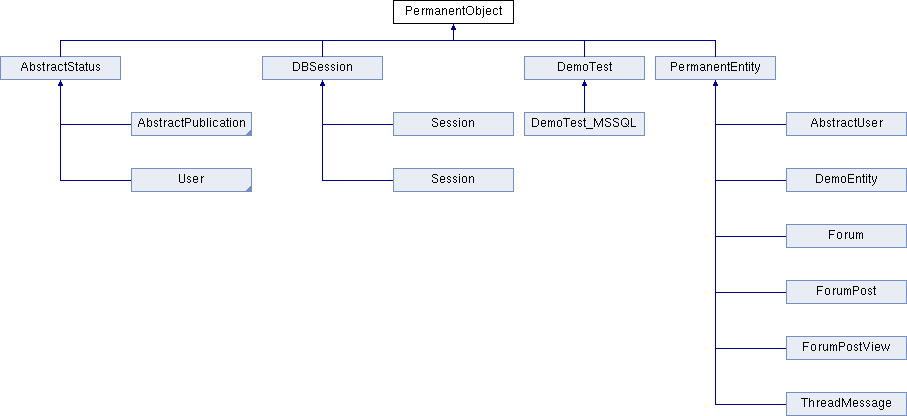 PermanentObject
AbstractStatus
DBSession
DemoTest
PermanentEntity
AbstractPublication
Session
DemoTest_MSSQL
AbstractUser
User
Session
DemoEntity
Forum
ForumPost
ForumPostView
ThreadMessage